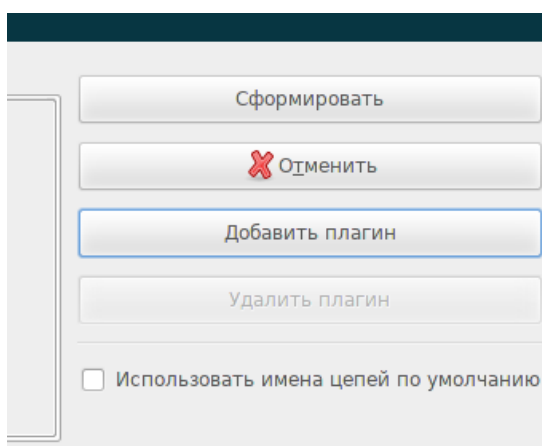 Сформировать
Отменить
Добавить плагин
Удалить плагин
Использовать имена цепей по умолчанию